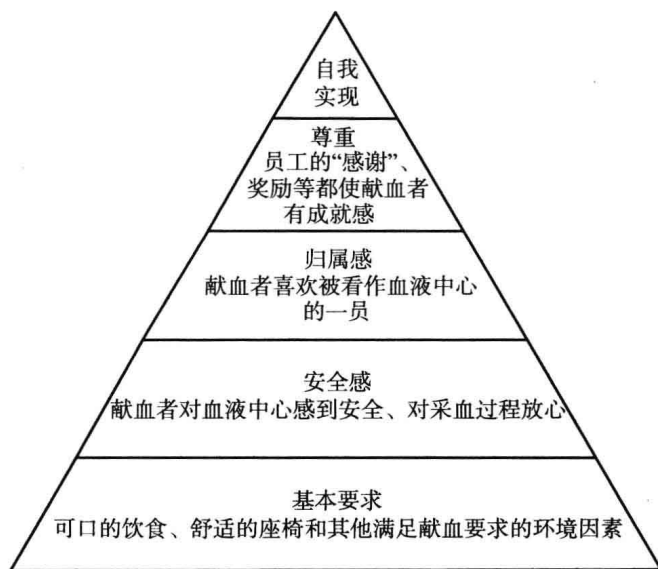 自我
实现
尊重
员工的“感谢”、
奖励等都使献血者
有成就感
归属感
献血者喜欢被看作血液中心
的一员
安全感
献血者对血液中心感到安全、对采血过程放心
基本要求
可口的饮食、舒适的座椅和其他满足献血要求的环境因素